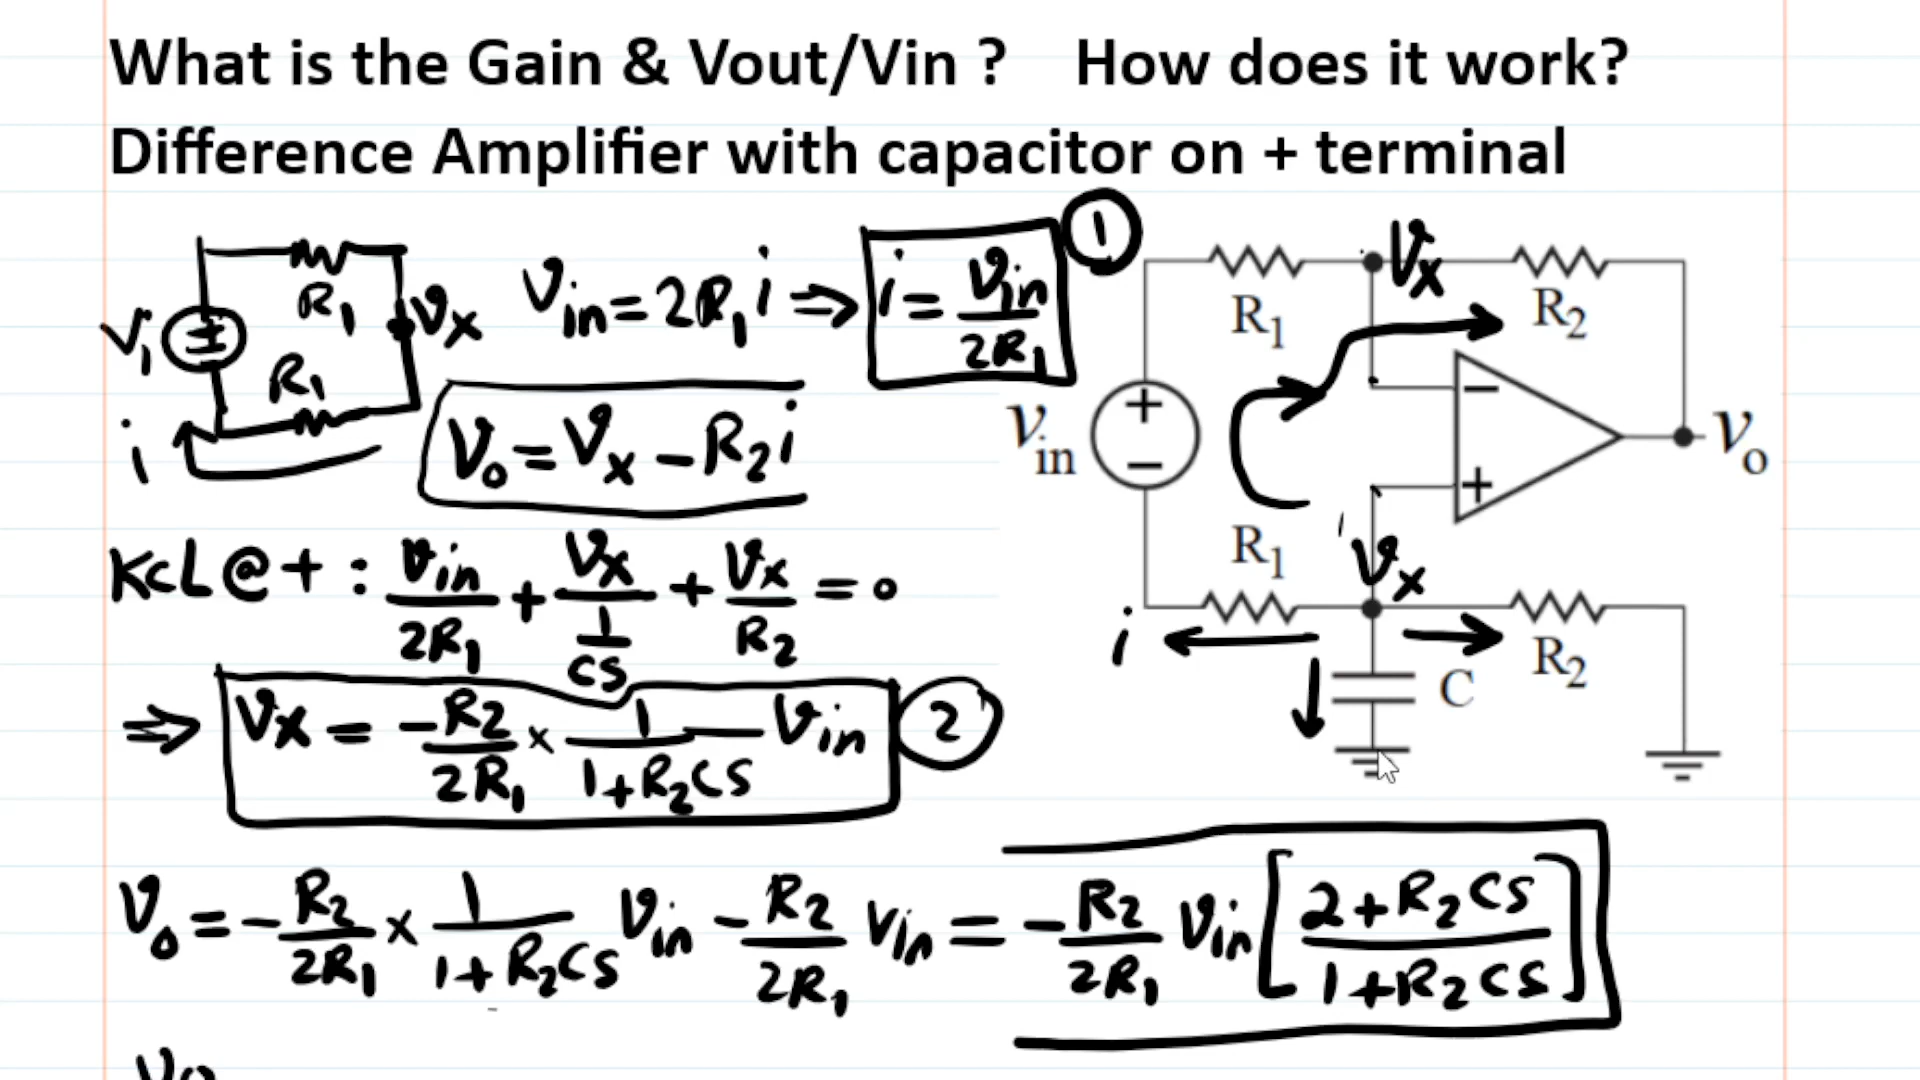 What is the Gain & Vout/Vin ? How does it work?
Difference Amplifier with capacitor on + terminal
Vi R1 R1 Vx i
Vin = 2R1 i ⇒ i = Vin/2R1 ①
Vo = Vx − R2 i
KCL @ + : Vin/2R1 + Vx/(1/CS) + Vx/R2 = 0
⇒ Vx = −R2/2R1 × 1/(1+R2CS) Vin ②
Vo = −R2/2R1 × 1/(1+R2CS) Vin − R2/2R1 Vin = −R2/2R1 Vin [(2+R2CS)/(1+R2CS)]
Vo
R1 Vx R2
vin + − − + vo
R1 Vx
i C R2